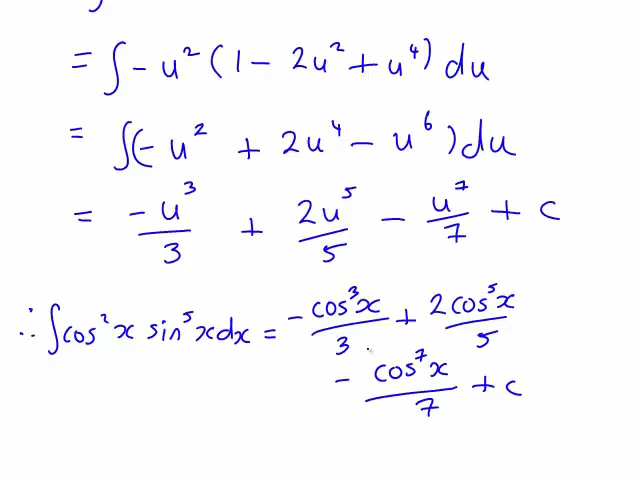 = ∫ - u² (1 - 2u² + u⁴) du
= ∫(- u² + 2u⁴ - u⁶) du
= -u³/3 + 2u⁵/5 - u⁷/7 + c
∴ ∫cos²x sin⁵x dx = -cos³x/3 + 2cos⁵x/5
- cos⁷x/7 + c